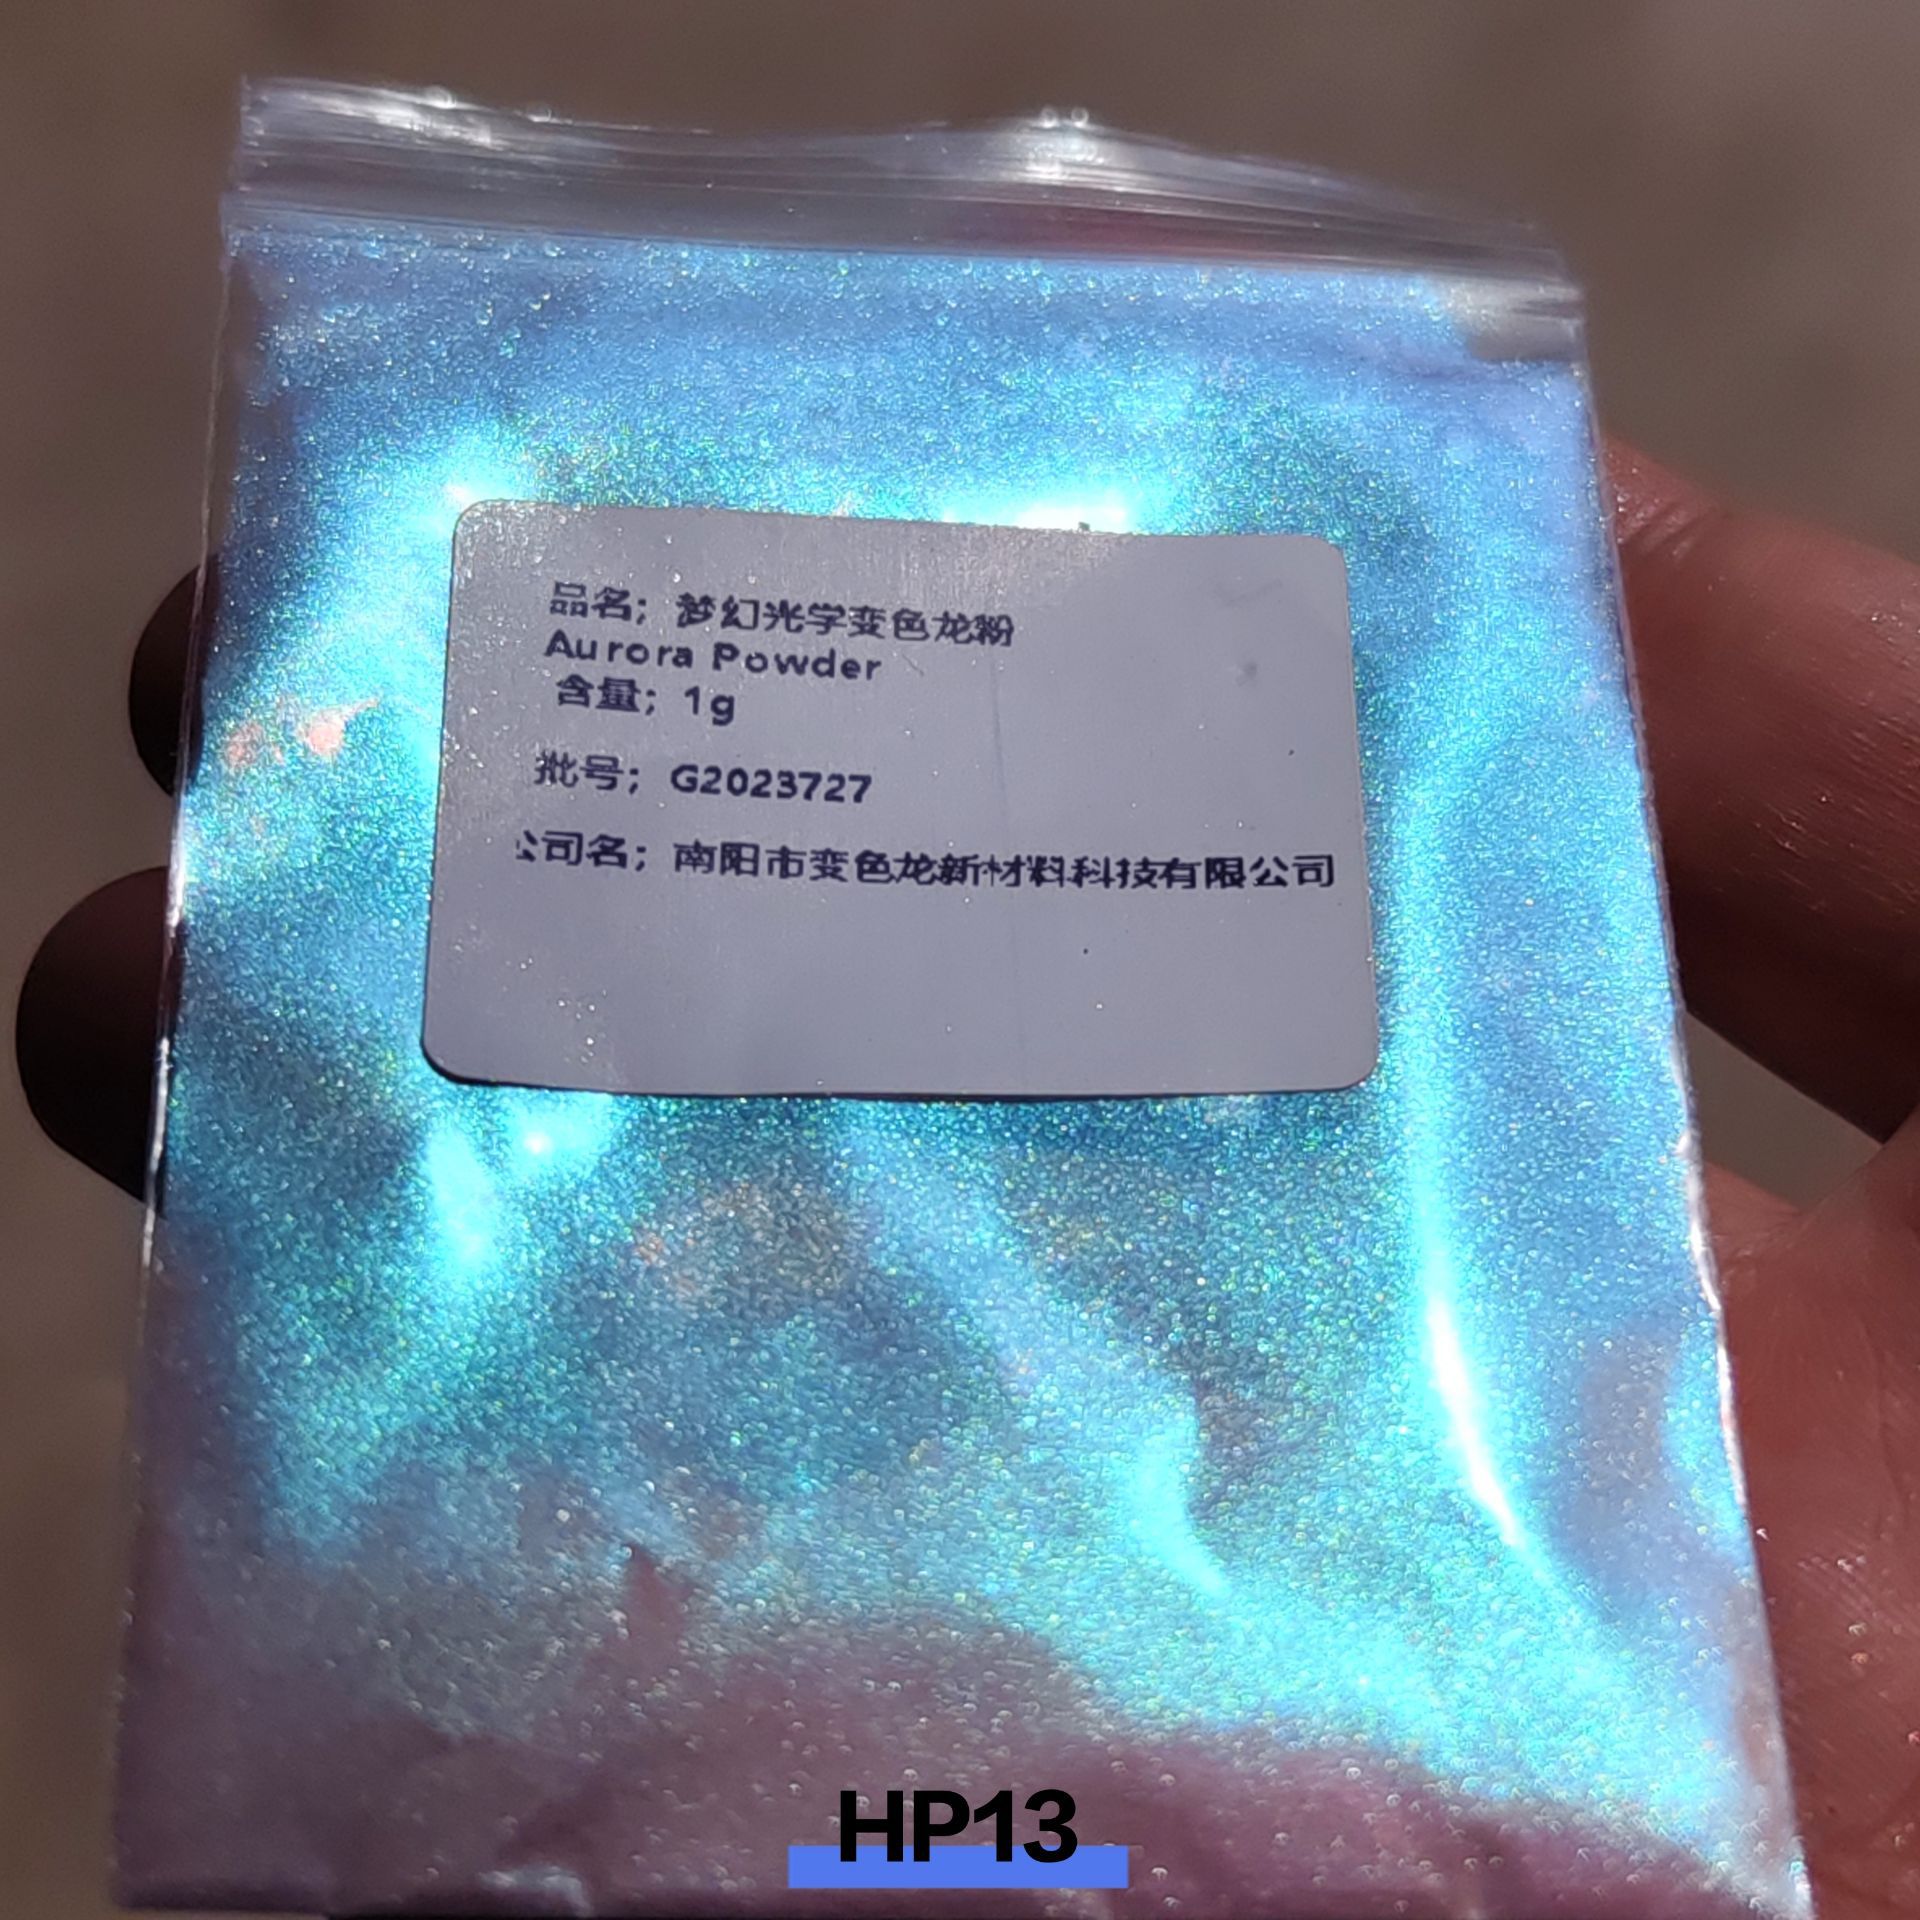 品名；梦幻光学变色龙粉
Aurora Powder
含量；1g
批号；G2023727
公司名；南阳市变色龙新材料科技有限公司
HP13